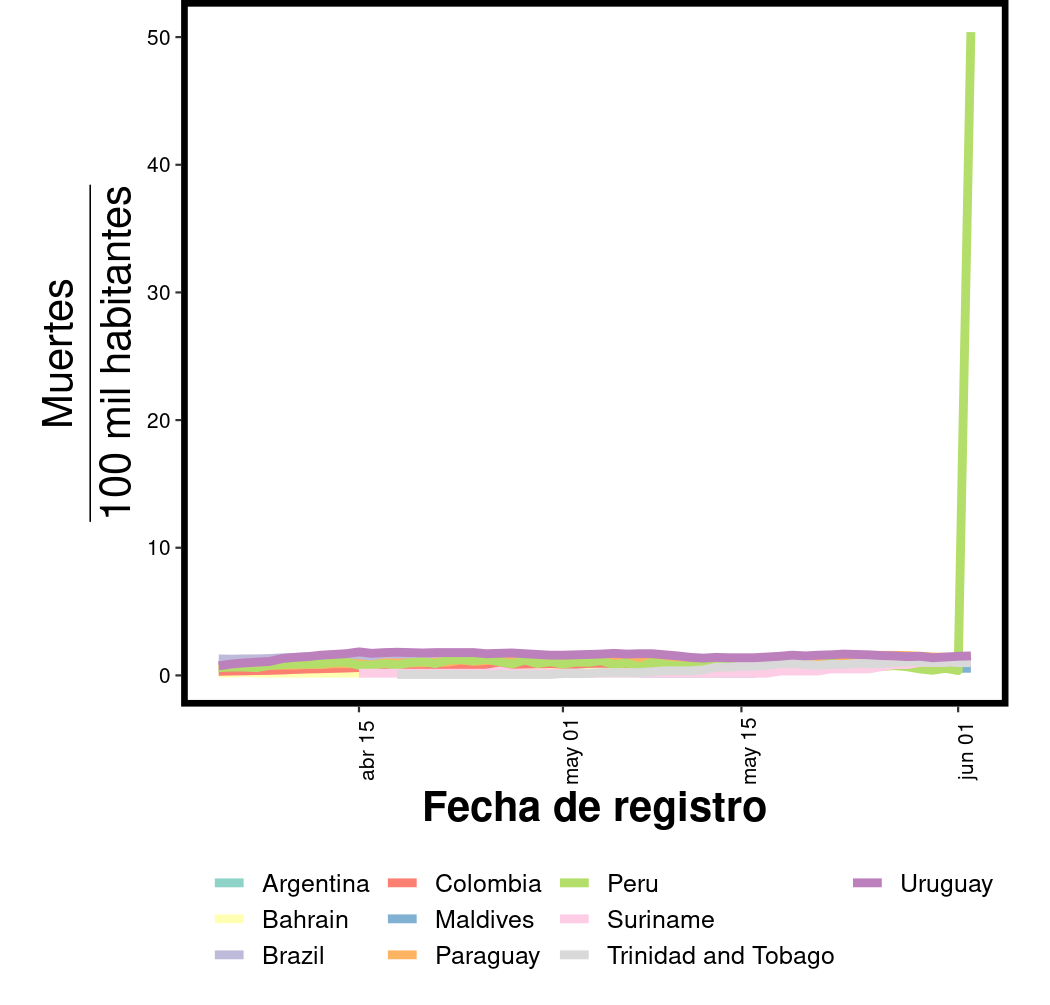 Muertes
100 mil habitantes
50
40
30
20
10
0
abr 15
may 01
may 15
jun 01
Fecha de registro
Argentina
Colombia
Peru
Uruguay
Bahrain
Maldives
Suriname
Brazil
Paraguay
Trinidad and Tobago